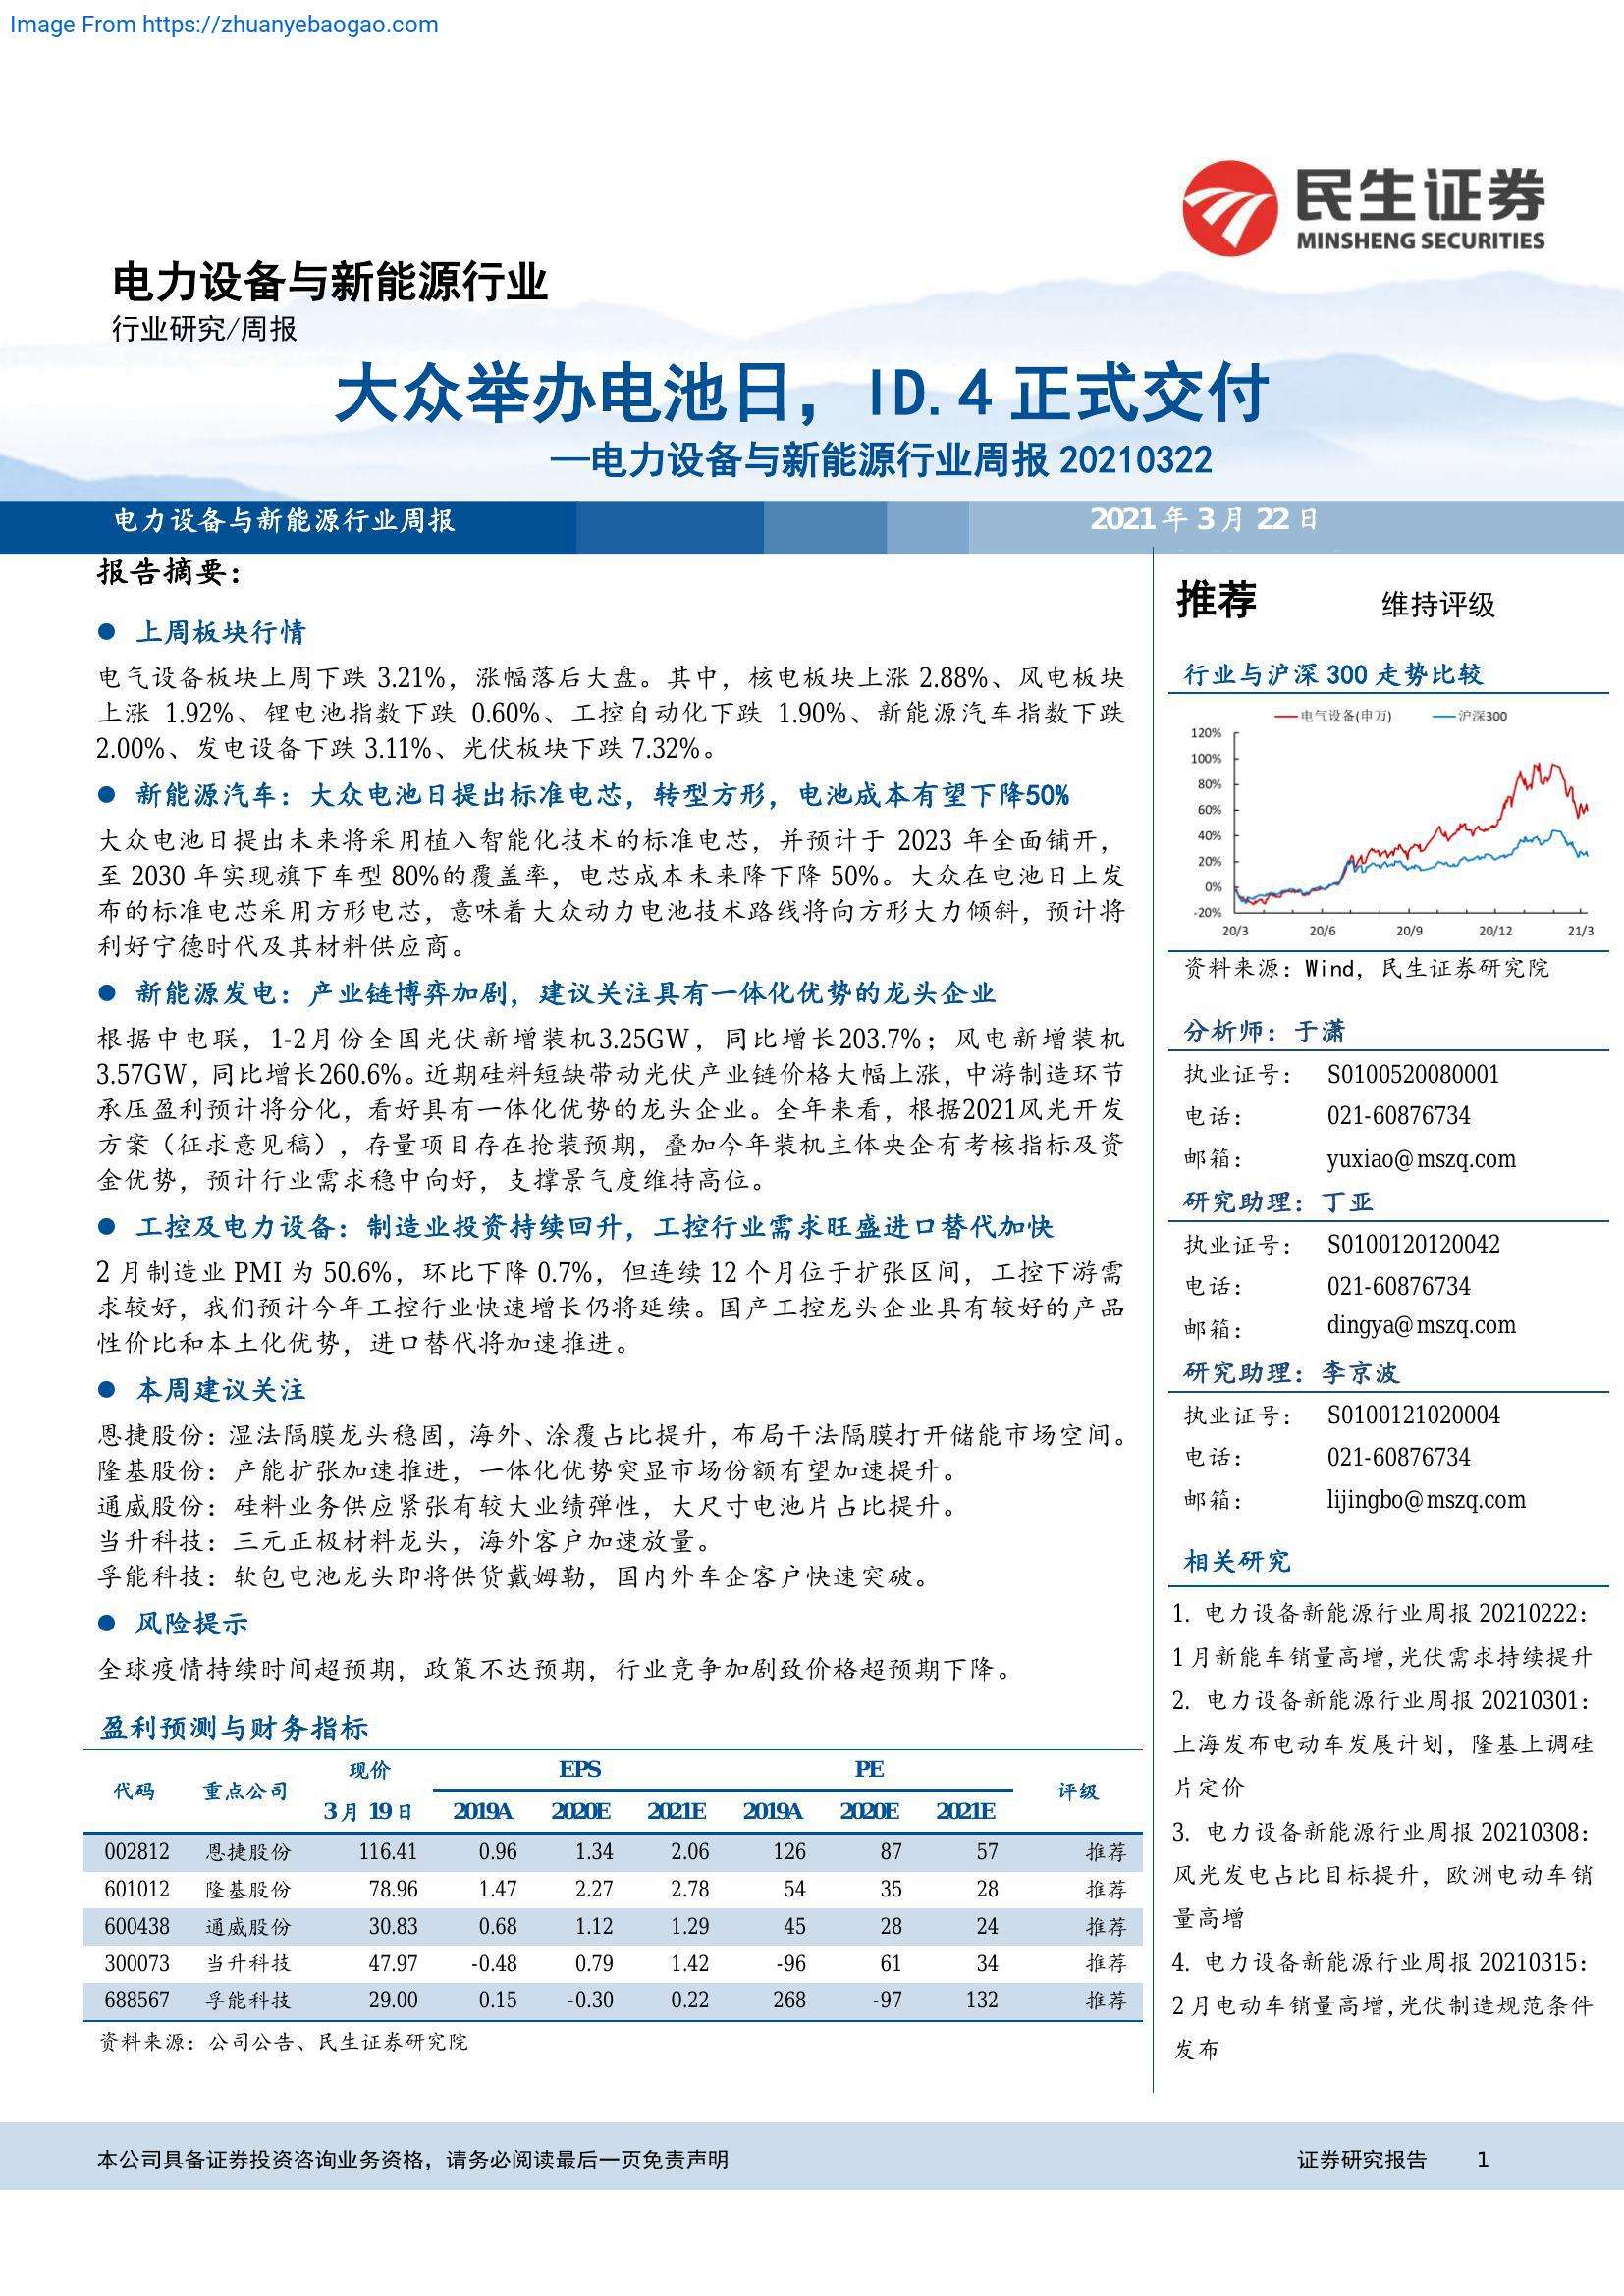 Image From https://zhuanyebaogao.com
民生证券
MINSHENG SECURITIES
电力设备与新能源行业
行业研究/周报
大众举办电池日，ID.4 正式交付
—电力设备与新能源行业周报 20210322
电力设备与新能源行业周报
2021 年 3 月 22 日
报告摘要：
● 上周板块行情
电气设备板块上周下跌 3.21%，涨幅落后大盘。其中，核电板块上涨 2.88%、风电板块
上涨 1.92%、锂电池指数下跌 0.60%、工控自动化下跌 1.90%、新能源汽车指数下跌
2.00%、发电设备下跌 3.11%、光伏板块下跌 7.32%。
● 新能源汽车：大众电池日提出标准电芯，转型方形，电池成本有望下降50%
大众电池日提出未来将采用植入智能化技术的标准电芯，并预计于 2023 年全面铺开，
至 2030 年实现旗下车型 80%的覆盖率，电芯成本未来降下降 50%。大众在电池日上发
布的标准电芯采用方形电芯，意味着大众动力电池技术路线将向方形大力倾斜，预计将
利好宁德时代及其材料供应商。
● 新能源发电：产业链博弈加剧，建议关注具有一体化优势的龙头企业
根据中电联，1-2月份全国光伏新增装机3.25GW，同比增长203.7%；风电新增装机
3.57GW，同比增长260.6%。近期硅料短缺带动光伏产业链价格大幅上涨，中游制造环节
承压盈利预计将分化，看好具有一体化优势的龙头企业。全年来看，根据2021风光开发
方案（征求意见稿），存量项目存在抢装预期，叠加今年装机主体央企有考核指标及资
金优势，预计行业需求稳中向好，支撑景气度维持高位。
● 工控及电力设备：制造业投资持续回升，工控行业需求旺盛进口替代加快
2 月制造业 PMI 为 50.6%，环比下降 0.7%，但连续 12 个月位于扩张区间，工控下游需
求较好，我们预计今年工控行业快速增长仍将延续。国产工控龙头企业具有较好的产品
性价比和本土化优势，进口替代将加速推进。
● 本周建议关注
恩捷股份：湿法隔膜龙头稳固，海外、涂覆占比提升，布局干法隔膜打开储能市场空间。
隆基股份：产能扩张加速推进，一体化优势突显市场份额有望加速提升。
通威股份：硅料业务供应紧张有较大业绩弹性，大尺寸电池片占比提升。
当升科技：三元正极材料龙头，海外客户加速放量。
孚能科技：软包电池龙头即将供货戴姆勒，国内外车企客户快速突破。
● 风险提示
全球疫情持续时间超预期，政策不达预期，行业竞争加剧致价格超预期下降。
盈利预测与财务指标
代码 重点公司 现价 EPS PE 评级
3 月 19 日 2019A 2020E 2021E 2019A 2020E 2021E
002812 恩捷股份 116.41 0.96 1.34 2.06 126 87 57 推荐
601012 隆基股份 78.96 1.47 2.27 2.78 54 35 28 推荐
600438 通威股份 30.83 0.68 1.12 1.29 45 28 24 推荐
300073 当升科技 47.97 -0.48 0.79 1.42 -96 61 34 推荐
688567 孚能科技 29.00 0.15 -0.30 0.22 268 -97 132 推荐
资料来源：公司公告、民生证券研究院
推荐 维持评级
行业与沪深 300 走势比较
电气设备(申万) 沪深300
120%
100%
80%
60%
40%
20%
0%
-20%
20/3 20/6 20/9 20/12 21/3
资料来源：Wind，民生证券研究院
分析师：于潇
执业证号： S0100520080001
电话： 021-60876734
邮箱： yuxiao@mszq.com
研究助理：丁亚
执业证号： S0100120120042
电话： 021-60876734
邮箱： dingya@mszq.com
研究助理：李京波
执业证号： S0100121020004
电话： 021-60876734
邮箱： lijingbo@mszq.com
相关研究
1. 电力设备新能源行业周报 20210222：
1 月新能车销量高增,光伏需求持续提升
2. 电力设备新能源行业周报 20210301：
上海发布电动车发展计划，隆基上调硅
片定价
3. 电力设备新能源行业周报 20210308：
风光发电占比目标提升，欧洲电动车销
量高增
4. 电力设备新能源行业周报 20210315：
2 月电动车销量高增,光伏制造规范条件
发布
本公司具备证券投资咨询业务资格，请务必阅读最后一页免责声明
证券研究报告 1